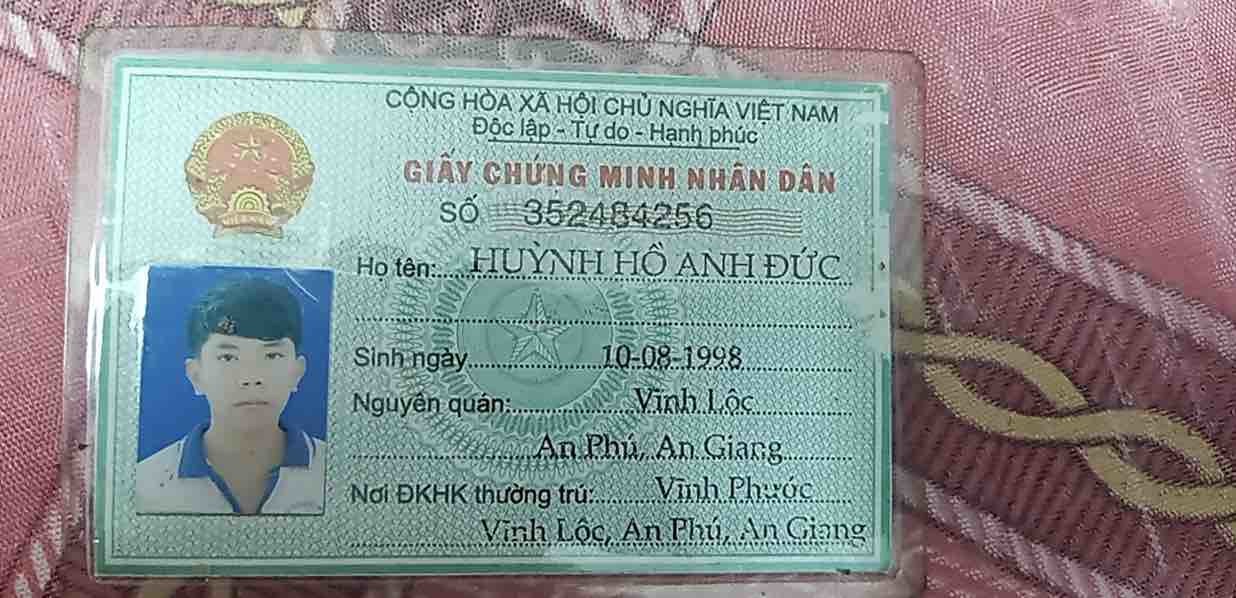 CỘNG HÒA XÃ HỘI CHỦ NGHĨA VIỆT NAM
Độc lập - Tự do - Hạnh phúc
GIẤY CHỨNG MINH NHÂN DÂN
SỐ 352484256
Họ tên: HUỲNH HỒ ANH ĐỨC
Sinh ngày 10-08-1998
Nguyên quán: Vĩnh Lộc
An Phú, An Giang
Nơi ĐKHK thường trú: Vĩnh Phước
Vĩnh Lộc, An Phú, An Giang